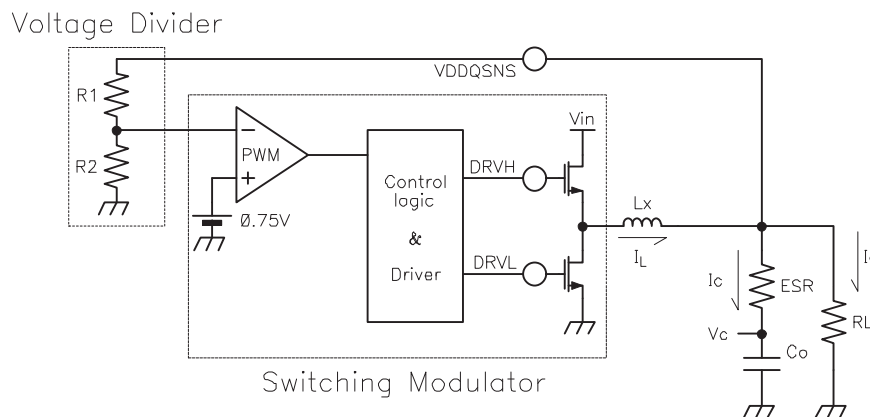 Voltage Divider
VDDQSNS
R1
R2
PWM
0.75V
Control
logic
&
Driver
DRVH
DRVL
Vin
Lx
IL
Ic
ESR
Vc
Co
RL
Switching Modulator